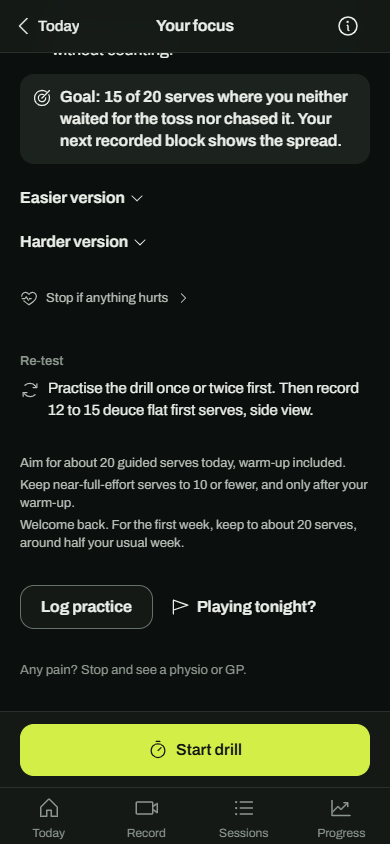 Today
Your focus
without counting.
Goal: 15 of 20 serves where you neither
waited for the toss nor chased it. Your
next recorded block shows the spread.
Easier version
Harder version
Stop if anything hurts
Re-test
Practise the drill once or twice first. Then record
12 to 15 deuce flat first serves, side view.
Aim for about 20 guided serves today, warm-up included.
Keep near-full-effort serves to 10 or fewer, and only after your
warm-up.
Welcome back. For the first week, keep to about 20 serves,
around half your usual week.
Log practice
Playing tonight?
Any pain? Stop and see a physio or GP.
Start drill
Today
Record
Sessions
Progress